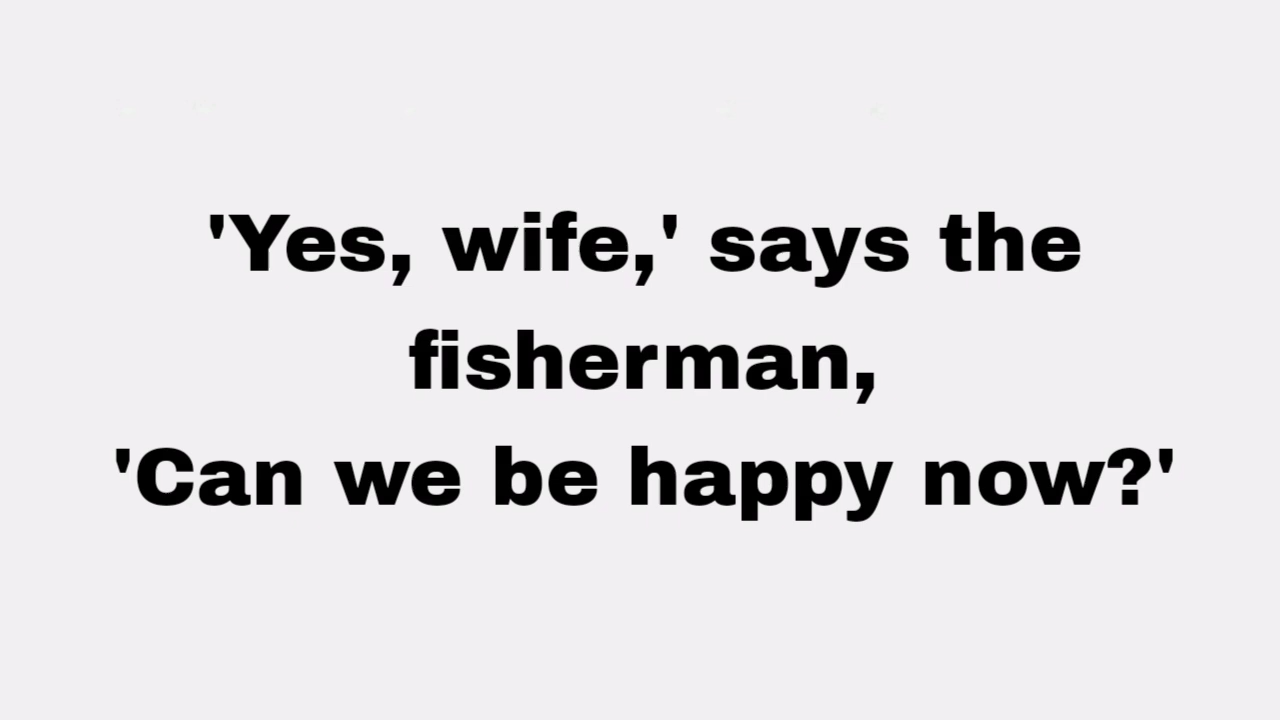 'Yes, wife,' says the
fisherman,
'Can we be happy now?'